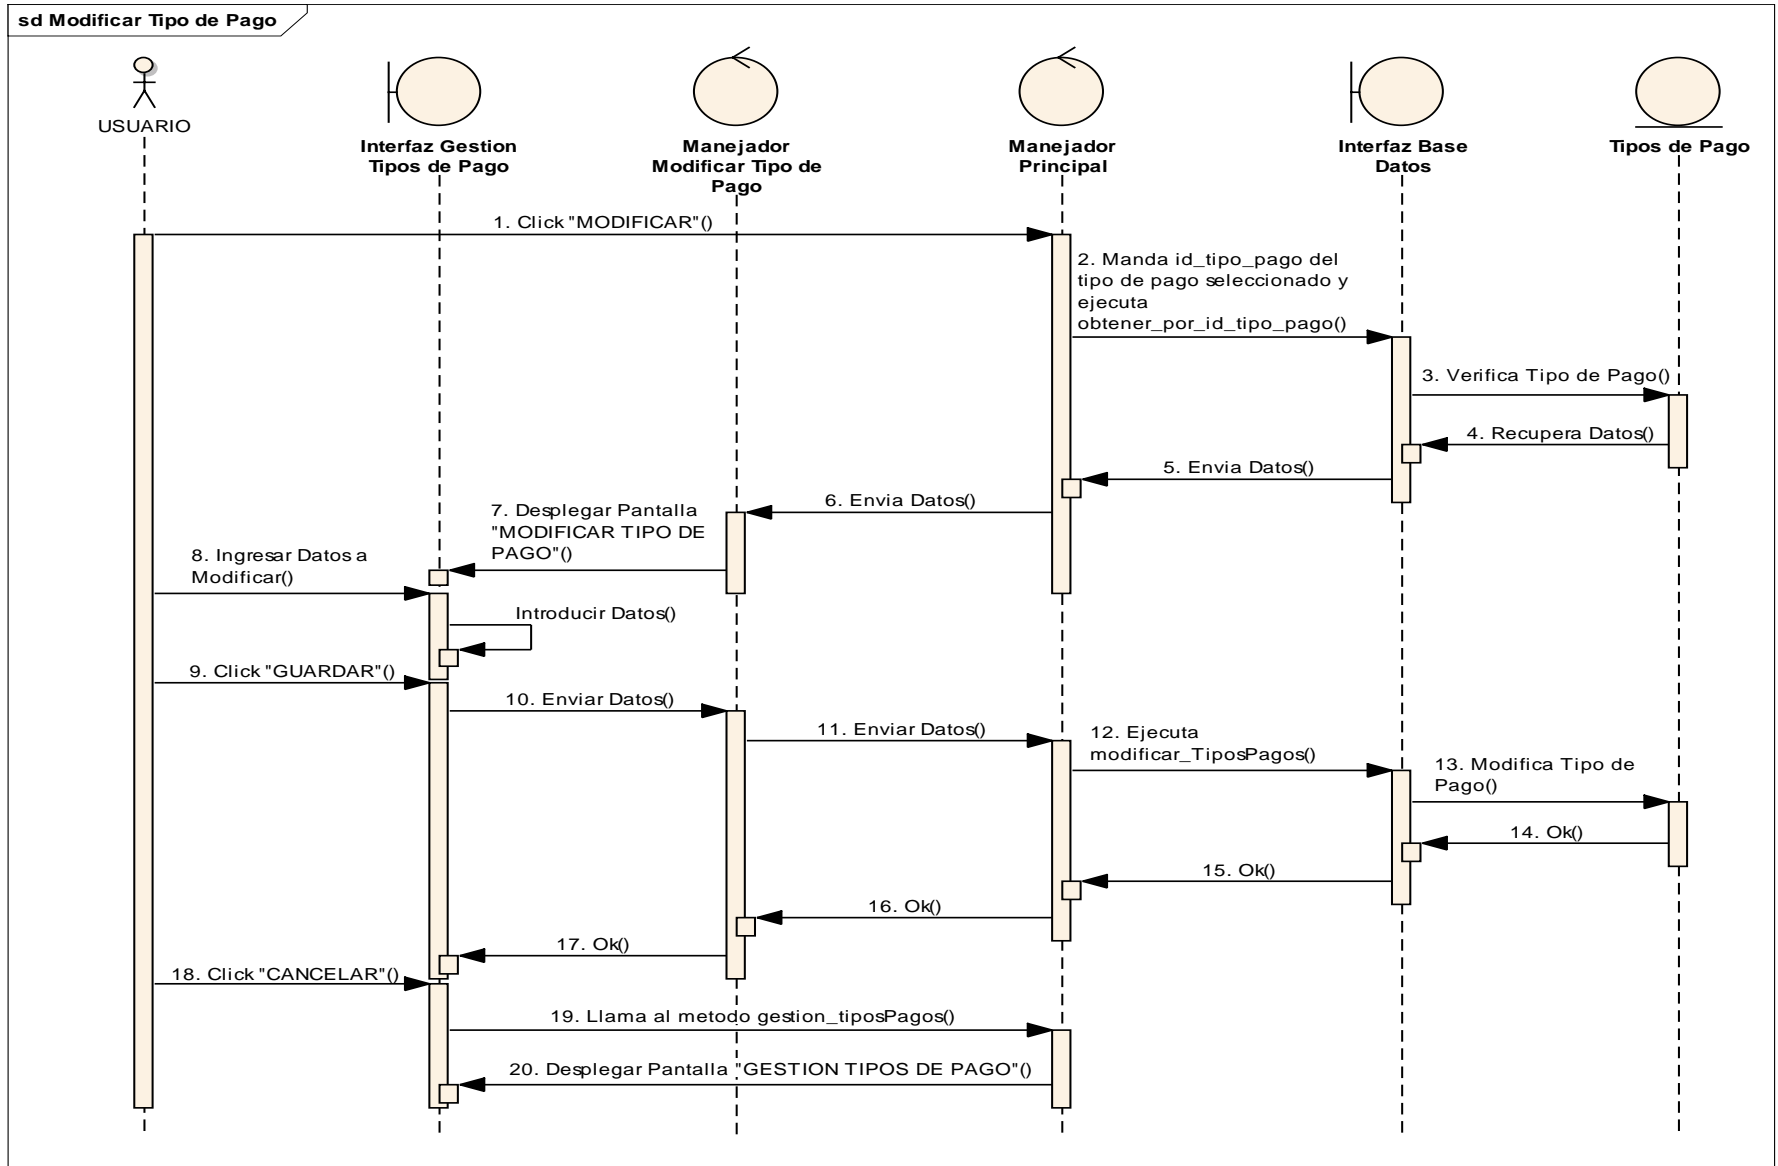 sd Modificar Tipo de Pago
USUARIO
Interfaz Gestion
Tipos de Pago
Manejador
Modificar Tipo de
Pago
Manejador
Principal
Interfaz Base
Datos
Tipos de Pago
1. Click "MODIFICAR"()
2. Manda id_tipo_pago del
tipo de pago seleccionado y
ejecuta
obtener_por_id_tipo_pago()
3. Verifica Tipo de Pago()
4. Recupera Datos()
5. Envia Datos()
6. Envia Datos()
7. Desplegar Pantalla
"MODIFICAR TIPO DE
PAGO"()
8. Ingresar Datos a
Modificar()
Introducir Datos()
9. Click "GUARDAR"()
10. Enviar Datos()
11. Enviar Datos()
12. Ejecuta
modificar_TiposPagos()
13. Modifica Tipo de
Pago()
14. Ok()
15. Ok()
16. Ok()
17. Ok()
18. Click "CANCELAR"()
19. Llama al metodo gestion_tiposPagos()
20. Desplegar Pantalla "GESTION TIPOS DE PAGO"()